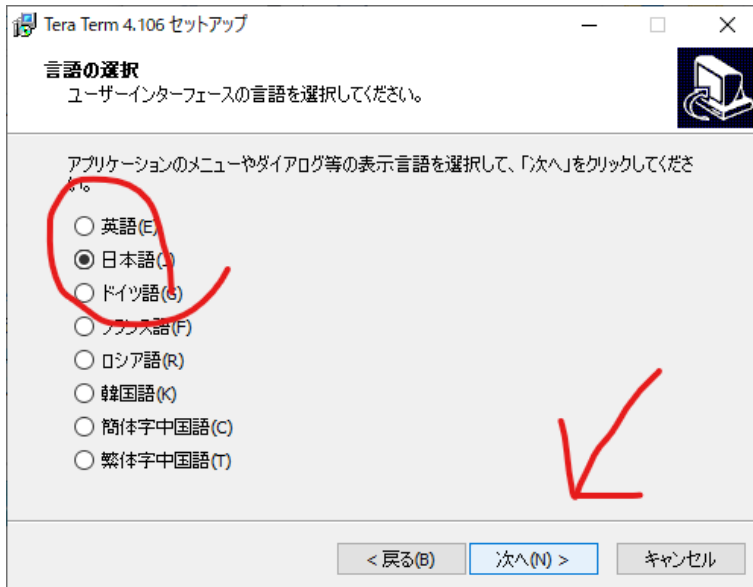 Tera Term 4.106 セットアップ
言語の選択
ユーザーインターフェースの言語を選択してください。
アプリケーションのメニューやダイアログ等の表示言語を選択して、「次へ」をクリックしてくださ
い。
英語(E)
日本語(J)
ドイツ語(G)
フランス語(F)
ロシア語(R)
韓国語(K)
簡体字中国語(C)
繁体字中国語(T)
< 戻る(B)
次へ(N) >
キャンセル